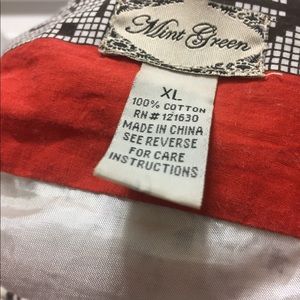 Mint Green
XL
100% COTTON
RN# 121630
MADE IN CHINA
SEE REVERSE
FOR CARE
INSTRUCTIONS